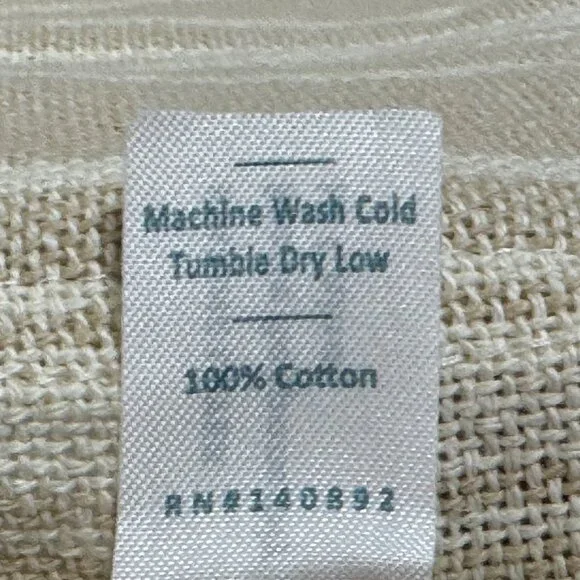 Machine Wash Cold
Tumble Dry Low
100% Cotton
RN#140892